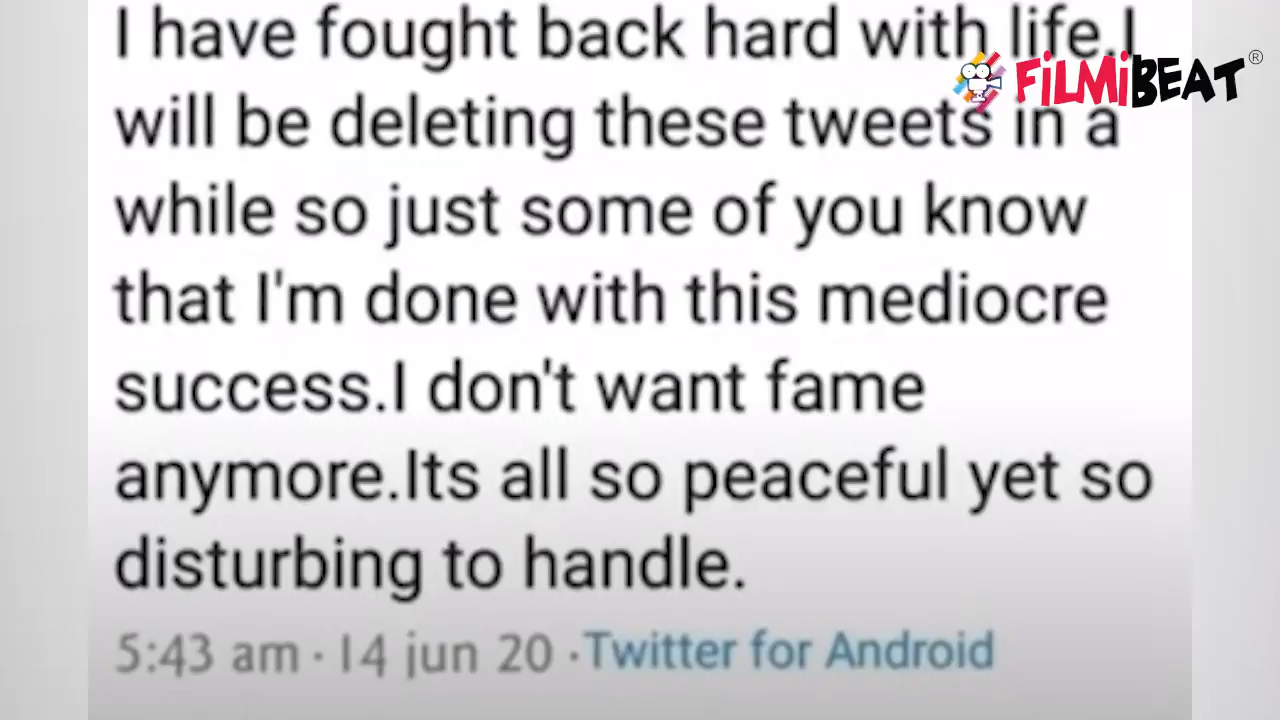 I have fought back hard with life.I
FiLMiBEAT®
will be deleting these tweets in a
while so just some of you know
that I'm done with this mediocre
success.I don't want fame
anymore.Its all so peaceful yet so
disturbing to handle.
5:43 am · 14 jun 20 · Twitter for Android